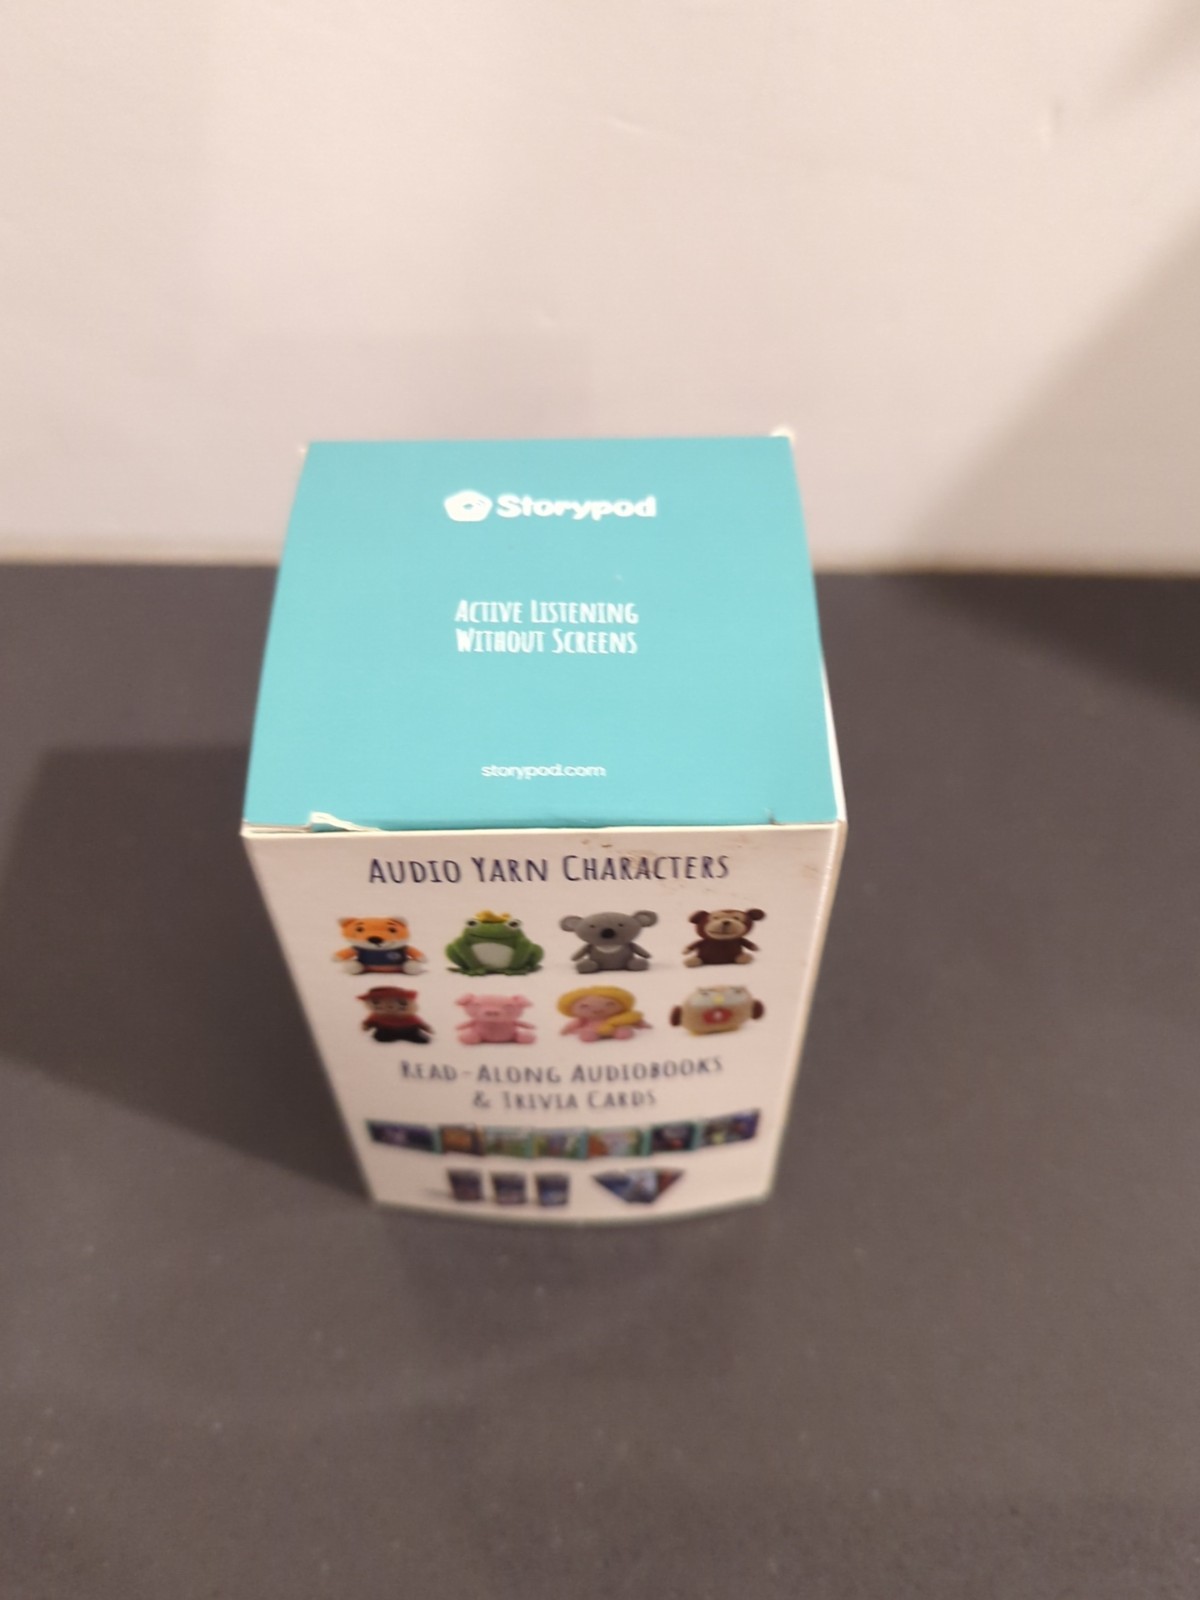 Storypod
ACTIVE LISTENING
WITHOUT SCREENS
storypod.com
AUDIO YARN CHARACTERS
READ-ALONG AUDIOBOOKS
& TRIVIA CARDS